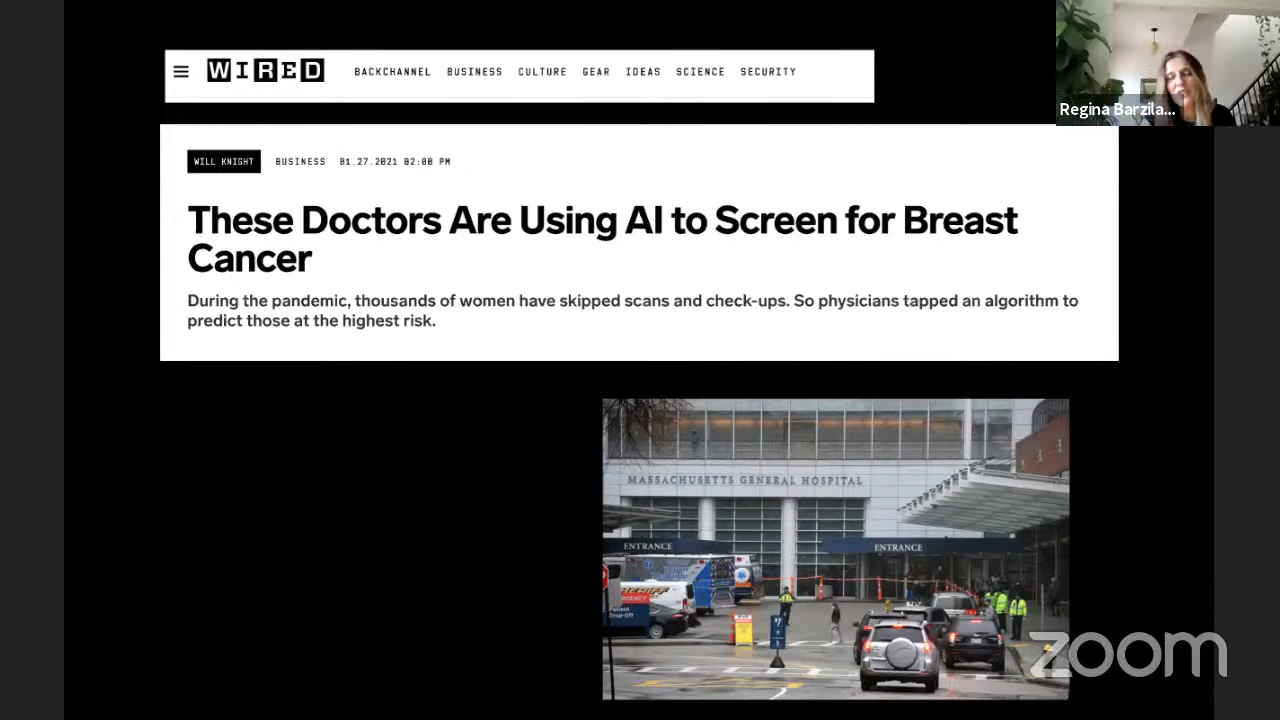 WIRED BACKCHANNEL BUSINESS CULTURE GEAR IDEAS SCIENCE SECURITY
Regina Barzila...
WILL KNIGHT BUSINESS 01.27.2021 02:00 PM
These Doctors Are Using AI to Screen for Breast
Cancer
During the pandemic, thousands of women have skipped scans and check-ups. So physicians tapped an algorithm to
predict those at the highest risk.
MASSACHUSETTS GENERAL HOSPITAL
ENTRANCE
ENTRANCE
Patient
Drop-Off
zoom